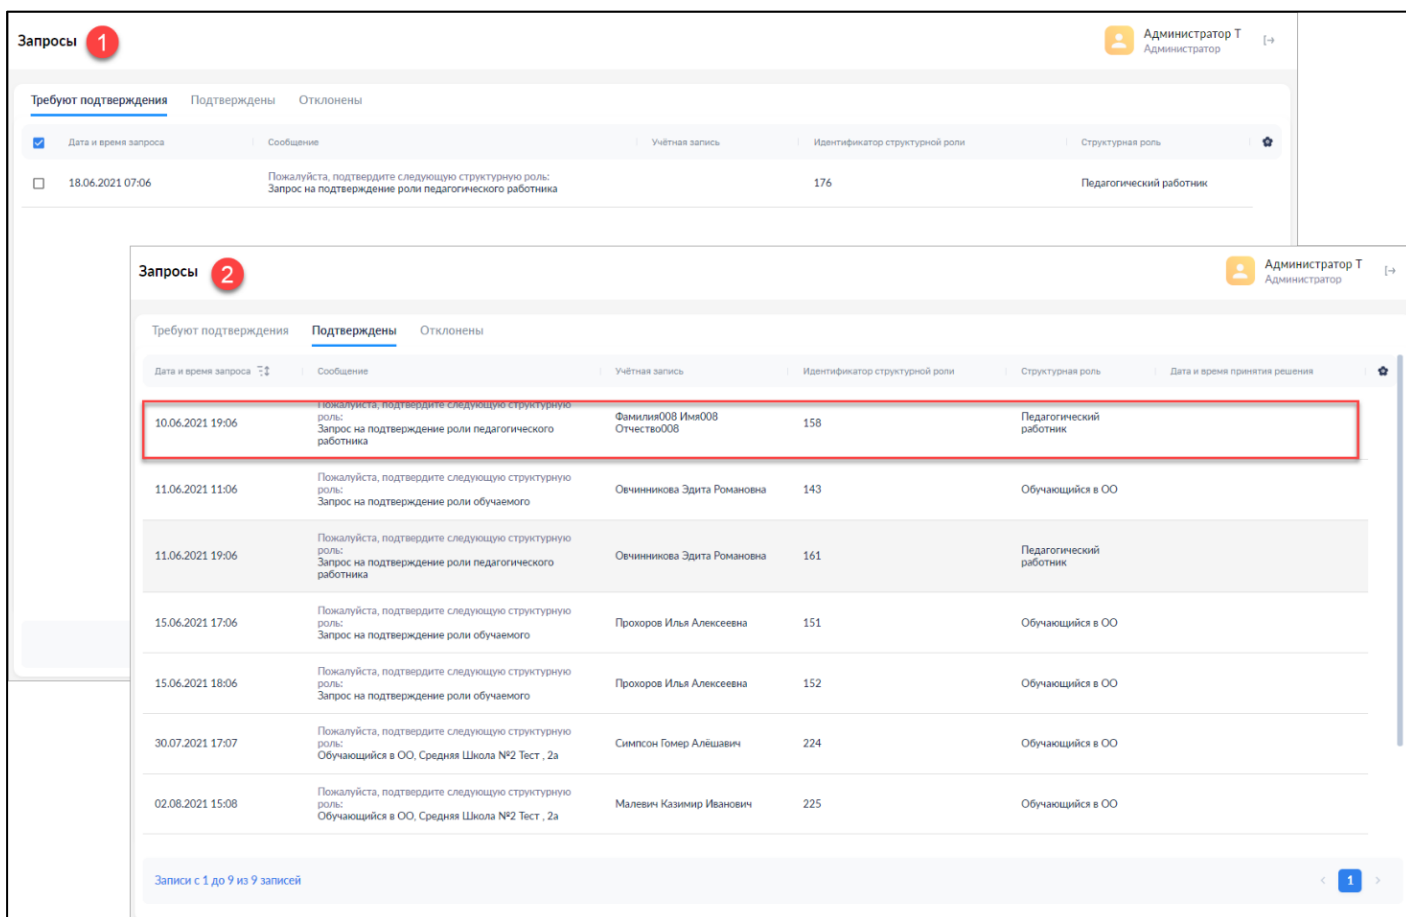 Запросы 1
Администратор Т
Администратор
Требуют подтверждения Подтверждены Отклонены
Дата и время запроса Сообщение Учётная запись Идентификатор структурной роли Структурная роль
Пожалуйста, подтвердите следующую структурную роль:
18.06.2021 07:06 Запрос на подтверждение роли педагогического работника 176 Педагогический работник
Запросы 2
Администратор Т
Администратор
Требуют подтверждения Подтверждены Отклонены
Дата и время запроса Сообщение Учётная запись Идентификатор структурной роли Структурная роль Дата и время принятия решения
Пожалуйста, подтвердите следующую структурную
роль: Фамилия008 Имя008 Педагогический
10.06.2021 19:06 Запрос на подтверждение роли педагогического Отчество008 158 работник
работника
Пожалуйста, подтвердите следующую структурную
11.06.2021 11:06 роль: Овчинникова Эдита Романовна 143 Обучающийся в ОО
Запрос на подтверждение роли обучаемого
Пожалуйста, подтвердите следующую структурную
роль: Педагогический
11.06.2021 19:06 Запрос на подтверждение роли педагогического Овчинникова Эдита Романовна 161 работник
работника
Пожалуйста, подтвердите следующую структурную
15.06.2021 17:06 роль: Прохоров Илья Алексеевна 151 Обучающийся в ОО
Запрос на подтверждение роли обучаемого
Пожалуйста, подтвердите следующую структурную
15.06.2021 18:06 роль: Прохоров Илья Алексеевна 152 Обучающийся в ОО
Запрос на подтверждение роли обучаемого
Пожалуйста, подтвердите следующую структурную
30.07.2021 17:07 роль: Симпсон Гомер Алёшавич 224 Обучающийся в ОО
Обучающийся в ОО, Средняя Школа №2 Тест , 2а
Пожалуйста, подтвердите следующую структурную
02.08.2021 15:08 роль: Малевич Казимир Иванович 225 Обучающийся в ОО
Обучающийся в ОО, Средняя Школа №2 Тест , 2а
Записи с 1 до 9 из 9 записей < 1 >